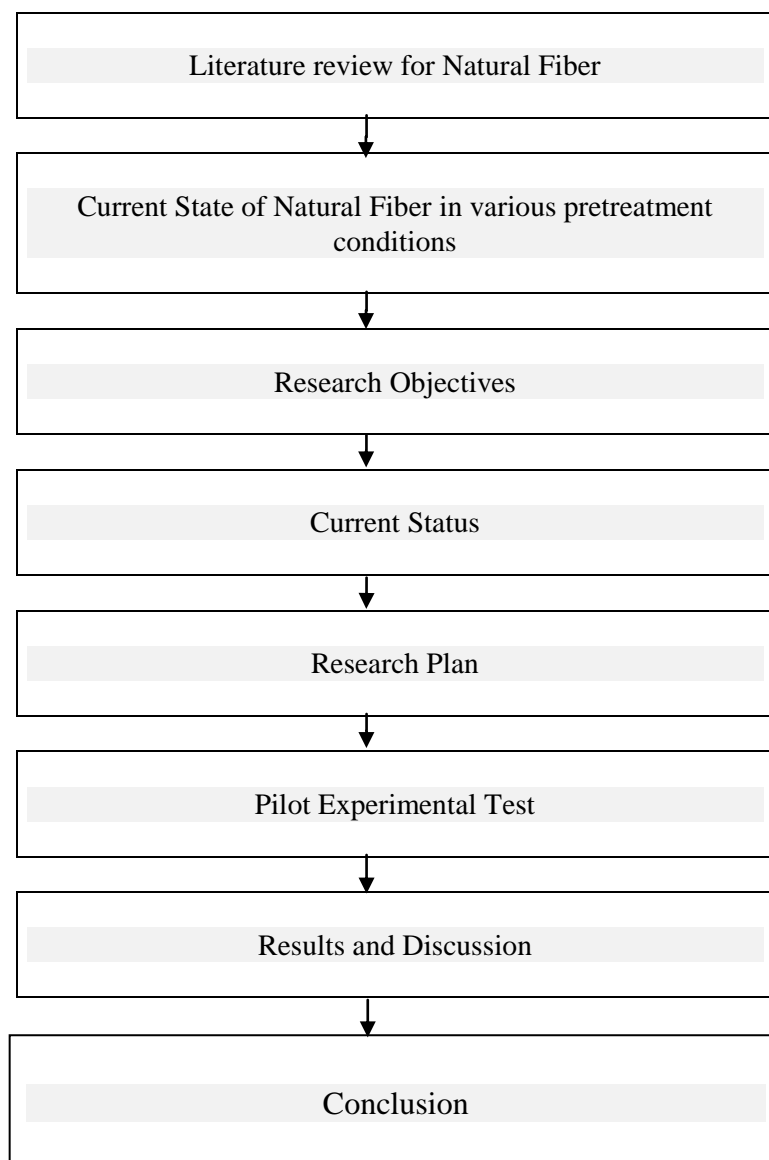 Literature review for Natural Fiber
Current State of Natural Fiber in various pretreatment
conditions
Research Objectives
Current Status
Research Plan
Pilot Experimental Test
Results and Discussion
Conclusion